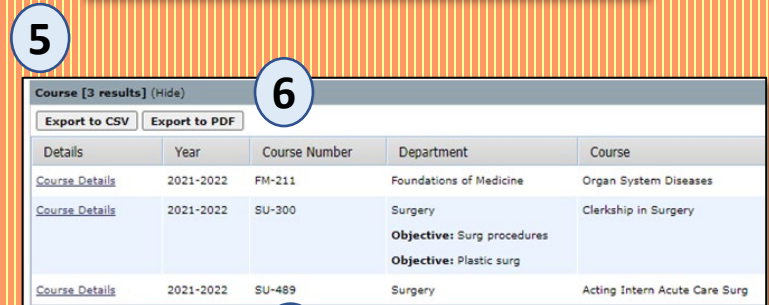 5
6
Course [3 results] (Hide)
Export to CSV Export to PDF
Details Year Course Number Department Course
Course Details 2021-2022 FM-211 Foundations of Medicine Organ System Diseases
Course Details 2021-2022 SU-300 Surgery Clerkship in Surgery
Objective: Surg procedures
Objective: Plastic surg
Course Details 2021-2022 SU-489 Surgery Acting Intern Acute Care Surg